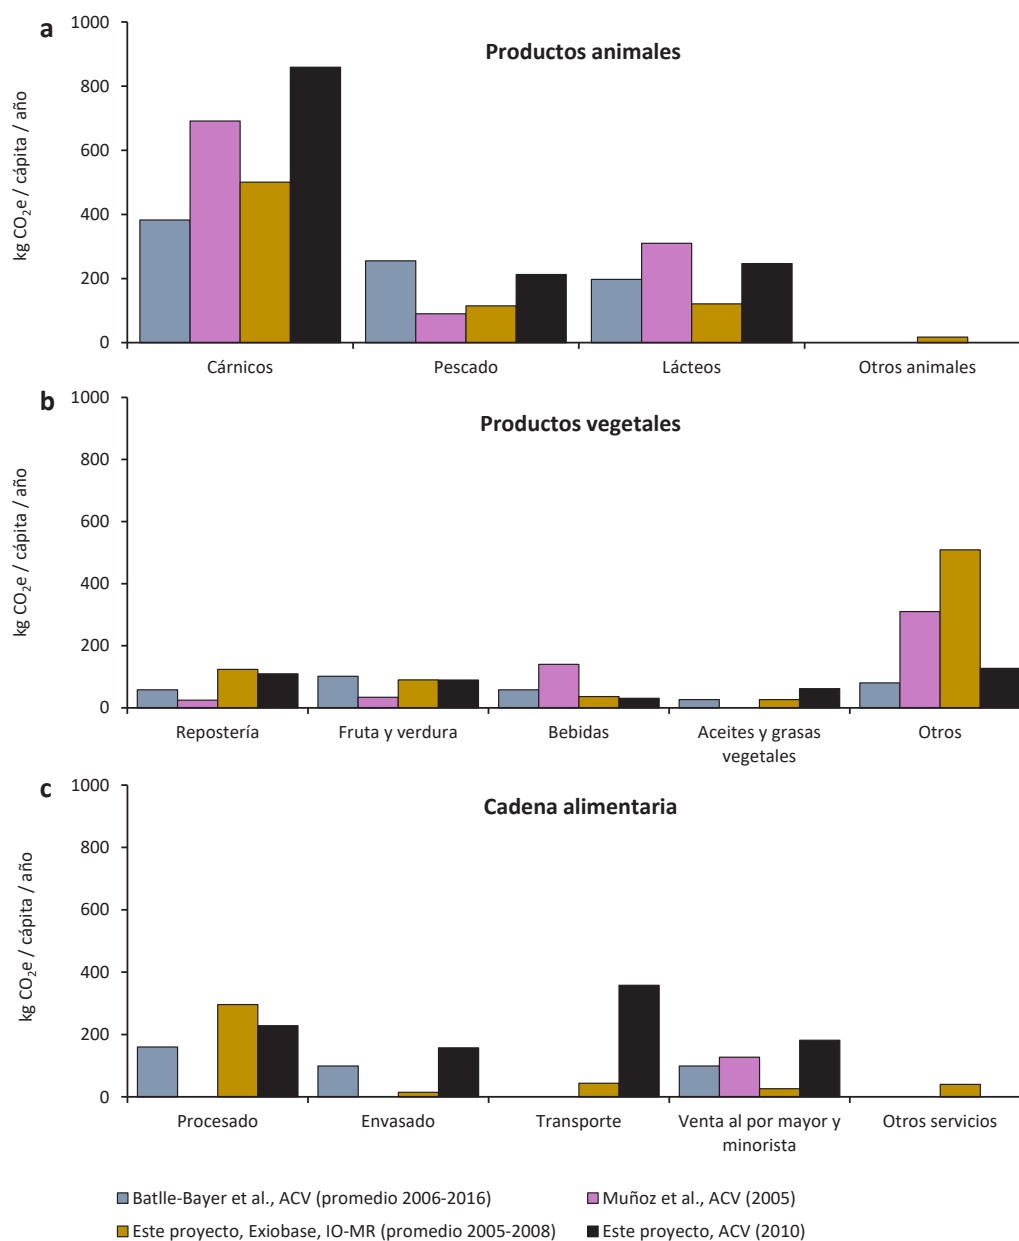 a
Productos animales
kg CO₂e / cápita / año
1000
800
600
400
200
0
Cárnicos
Pescado
Lácteos
Otros animales
b
Productos vegetales
kg CO₂e / cápita / año
1000
800
600
400
200
0
Repostería
Fruta y verdura
Bebidas
Aceites y grasas
vegetales
Otros
c
Cadena alimentaria
kg CO₂e / cápita / año
1000
800
600
400
200
0
Procesado
Envasado
Transporte
Venta al por mayor y
minorista
Otros servicios
Batlle-Bayer et al., ACV (promedio 2006-2016)
Muñoz et al., ACV (2005)
Este proyecto, Exiobase, IO-MR (promedio 2005-2008)
Este proyecto, ACV (2010)